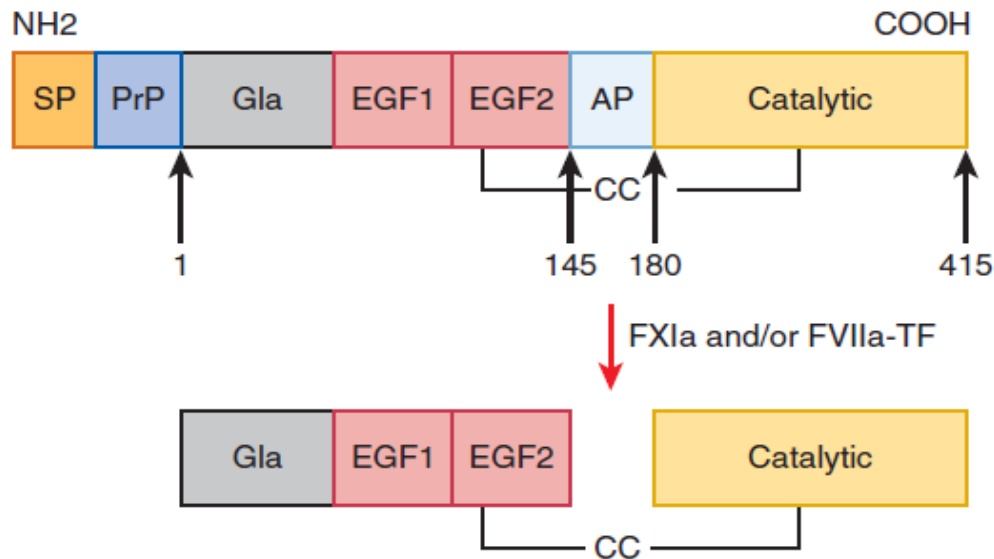 NH2 COOH
SP PrP Gla EGF1 EGF2 AP Catalytic
CC
1 145 180 415
FXIa and/or FVIIa-TF
Gla EGF1 EGF2 Catalytic
CC